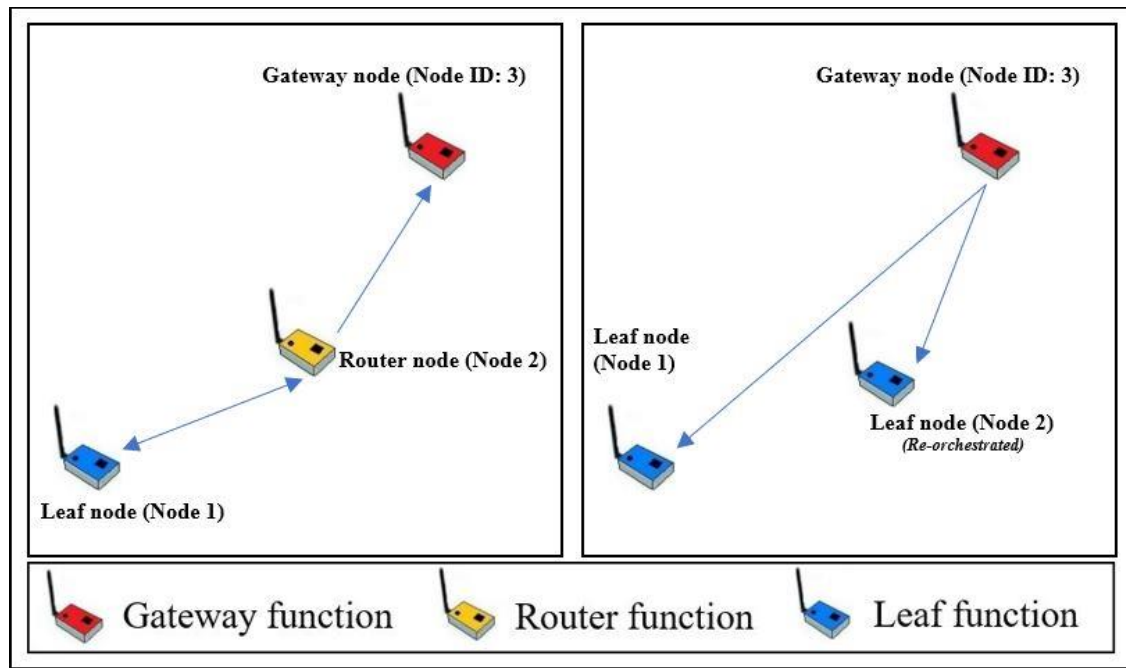 Gateway node (Node ID: 3)
Router node (Node 2)
Leaf node (Node 1)
Gateway node (Node ID: 3)
Leaf node
(Node 1)
Leaf node (Node 2)
(Re-orchestrated)
Gateway function
Router function
Leaf function